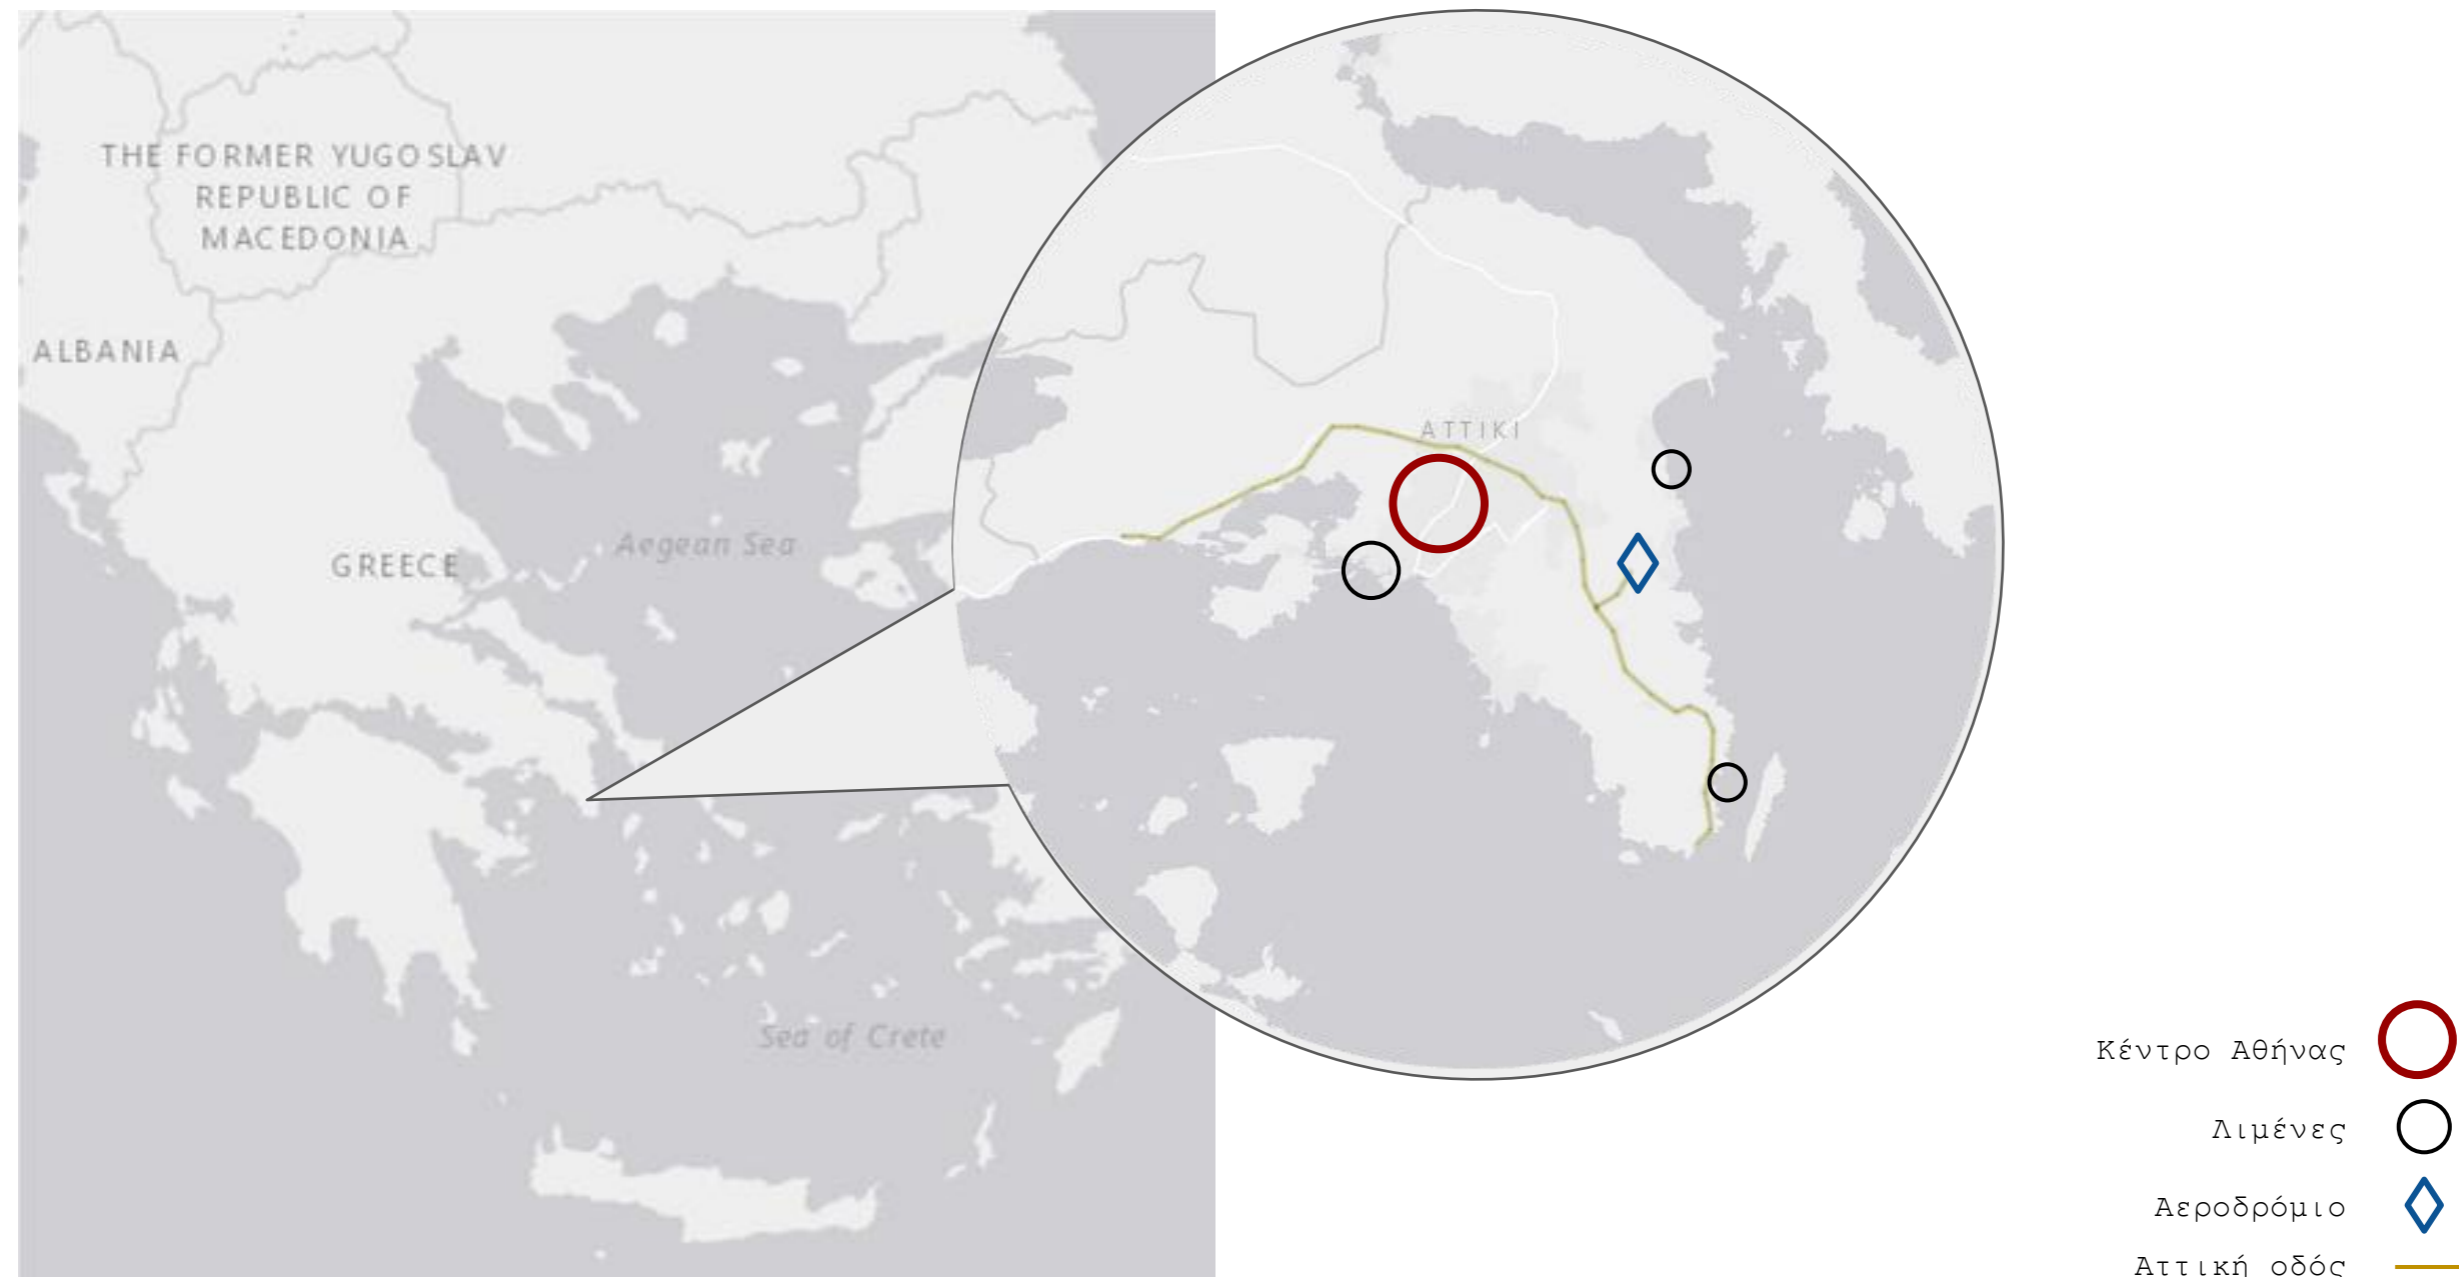 THE FORMER YUGOSLAV
REPUBLIC OF
MACEDONIA
ALBANIA
GREECE
Aegean Sea
Sea of Crete
ATTIKI
Κέντρο Αθήνας
Λιμένες
Αεροδρόμιο
Αττική οδός